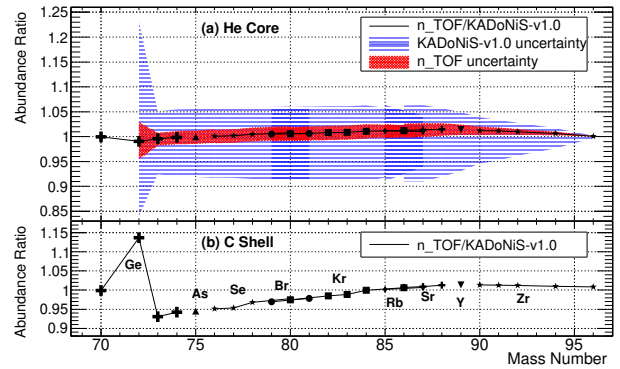 Abundance Ratio
1.25
1.2
1.15
1.1
1.05
1
0.95
0.9
0.85
(a) He Core
n_TOF/KADoNiS-v1.0
KADoNiS-v1.0 uncertainty
n_TOF uncertainty
Abundance Ratio
1.15
1.1
1.05
1
0.95
0.9
(b) C Shell
n_TOF/KADoNiS-v1.0
Ge
As
Se
Br
Kr
Rb
Sr
Y
Zr
70 75 80 85 90 95
Mass Number